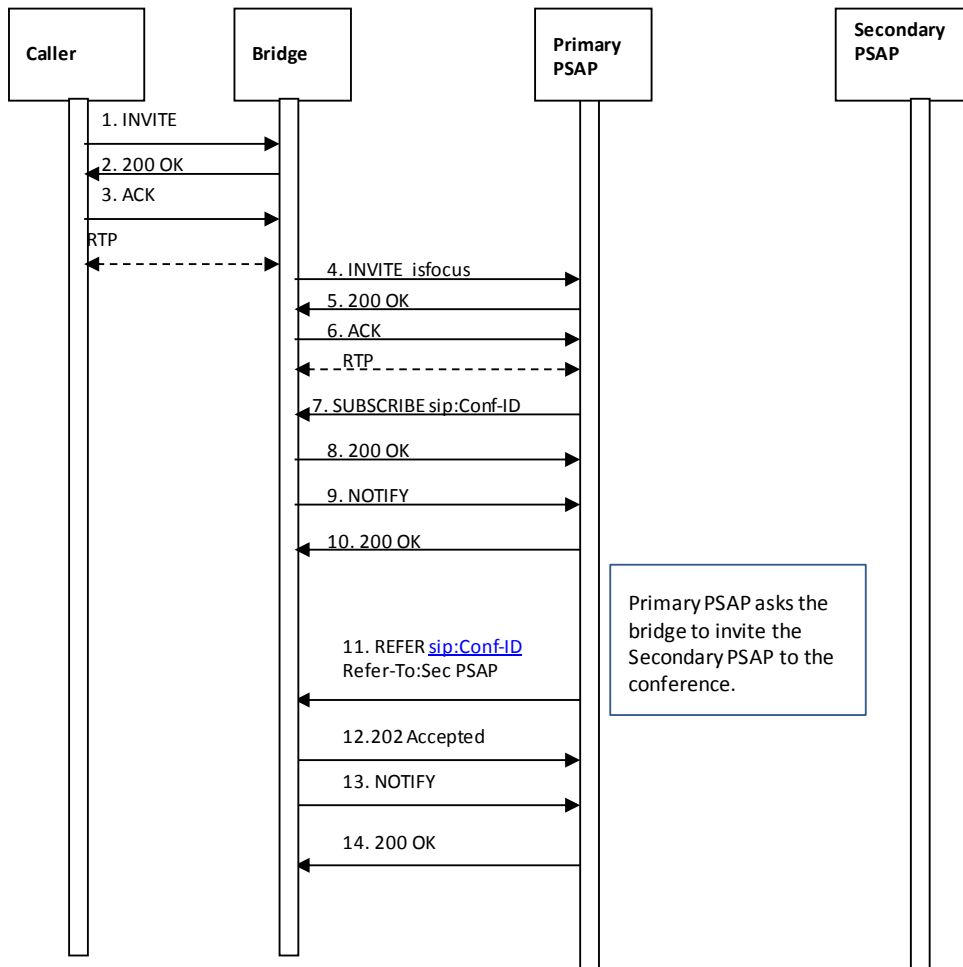 Caller
Bridge
Primary
PSAP
Secondary
PSAP
1. INVITE
2. 200 OK
3. ACK
RTP
4. INVITE isfocus
5. 200 OK
6. ACK
RTP
7. SUBSCRIBE sip:Conf-ID
8. 200 OK
9. NOTIFY
10. 200 OK
Primary PSAP asks the
bridge to invite the
Secondary PSAP to the
conference.
11. REFER sip:Conf-ID
Refer-To:Sec PSAP
12.202 Accepted
13. NOTIFY
14. 200 OK